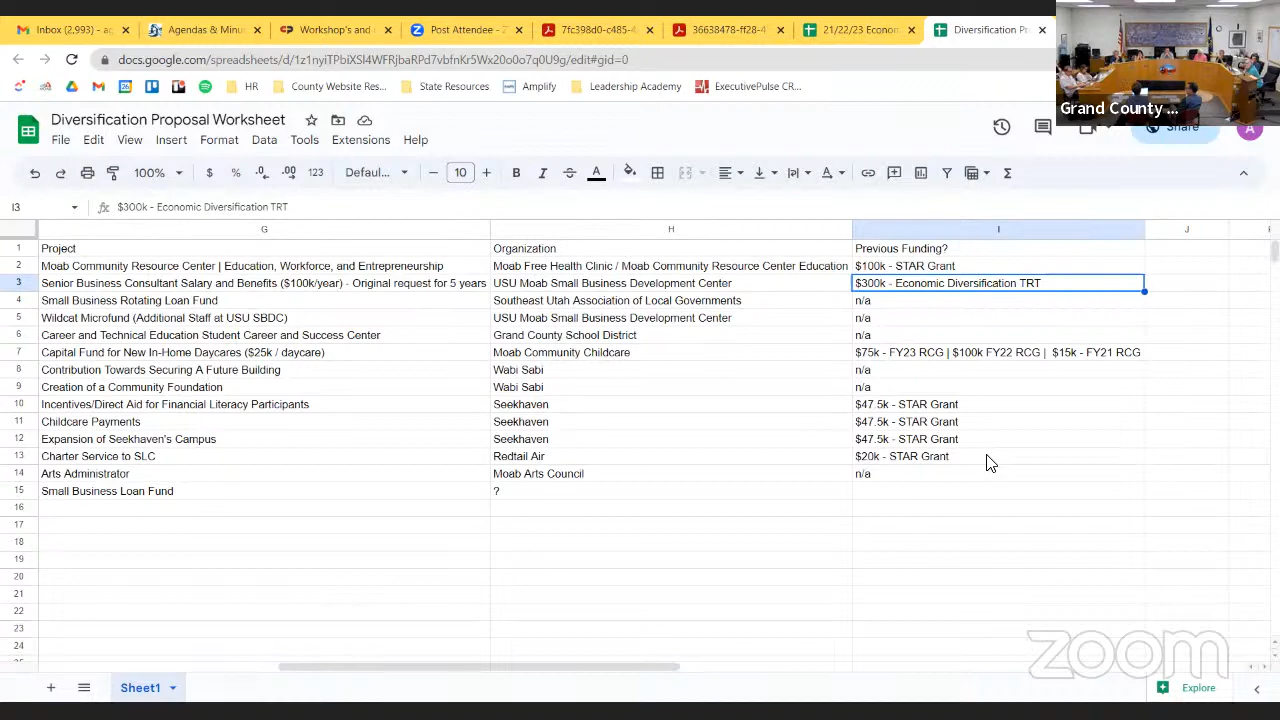 Inbox (2,993) - ag
Agendas & Minu
Workshop's and
Post Attendee - Z
7fc398d0-c485-4
36638478-ff28-4
21/22/23 Econom
Diversification Pr
Grand County ...
HR
County Website Res...
State Resources
Amplify
Leadership Academy
ExecutivePulse CR...
Diversification Proposal Worksheet
File Edit View Insert Format Data Tools Extensions Help
Share
A
100% $ % .0 .00 123 Defaul... 10 B I A Σ
I3 fx $300k - Economic Diversification TRT
G H I J
1 Project Organization Previous Funding?
2 Moab Community Resource Center | Education, Workforce, and Entrepreneurship Moab Free Health Clinic / Moab Community Resource Center Education $100k - STAR Grant
3 Senior Business Consultant Salary and Benefits ($100k/year) - Original request for 5 years USU Moab Small Business Development Center $300k - Economic Diversification TRT
4 Small Business Rotating Loan Fund Southeast Utah Association of Local Governments n/a
5 Wildcat Microfund (Additional Staff at USU SBDC) USU Moab Small Business Development Center n/a
6 Career and Technical Education Student Career and Success Center Grand County School District n/a
7 Capital Fund for New In-Home Daycares ($25k / daycare) Moab Community Childcare $75k - FY23 RCG | $100k FY22 RCG | $15k - FY21 RCG
8 Contribution Towards Securing A Future Building Wabi Sabi n/a
9 Creation of a Community Foundation Wabi Sabi n/a
10 Incentives/Direct Aid for Financial Literacy Participants Seekhaven $47.5k - STAR Grant
11 Childcare Payments Seekhaven $47.5k - STAR Grant
12 Expansion of Seekhaven's Campus Seekhaven $47.5k - STAR Grant
13 Charter Service to SLC Redtail Air $20k - STAR Grant
14 Arts Administrator Moab Arts Council n/a
15 Small Business Loan Fund ?
16
17
18
19
20
21
22
23
24
zoom
Sheet1
Explore